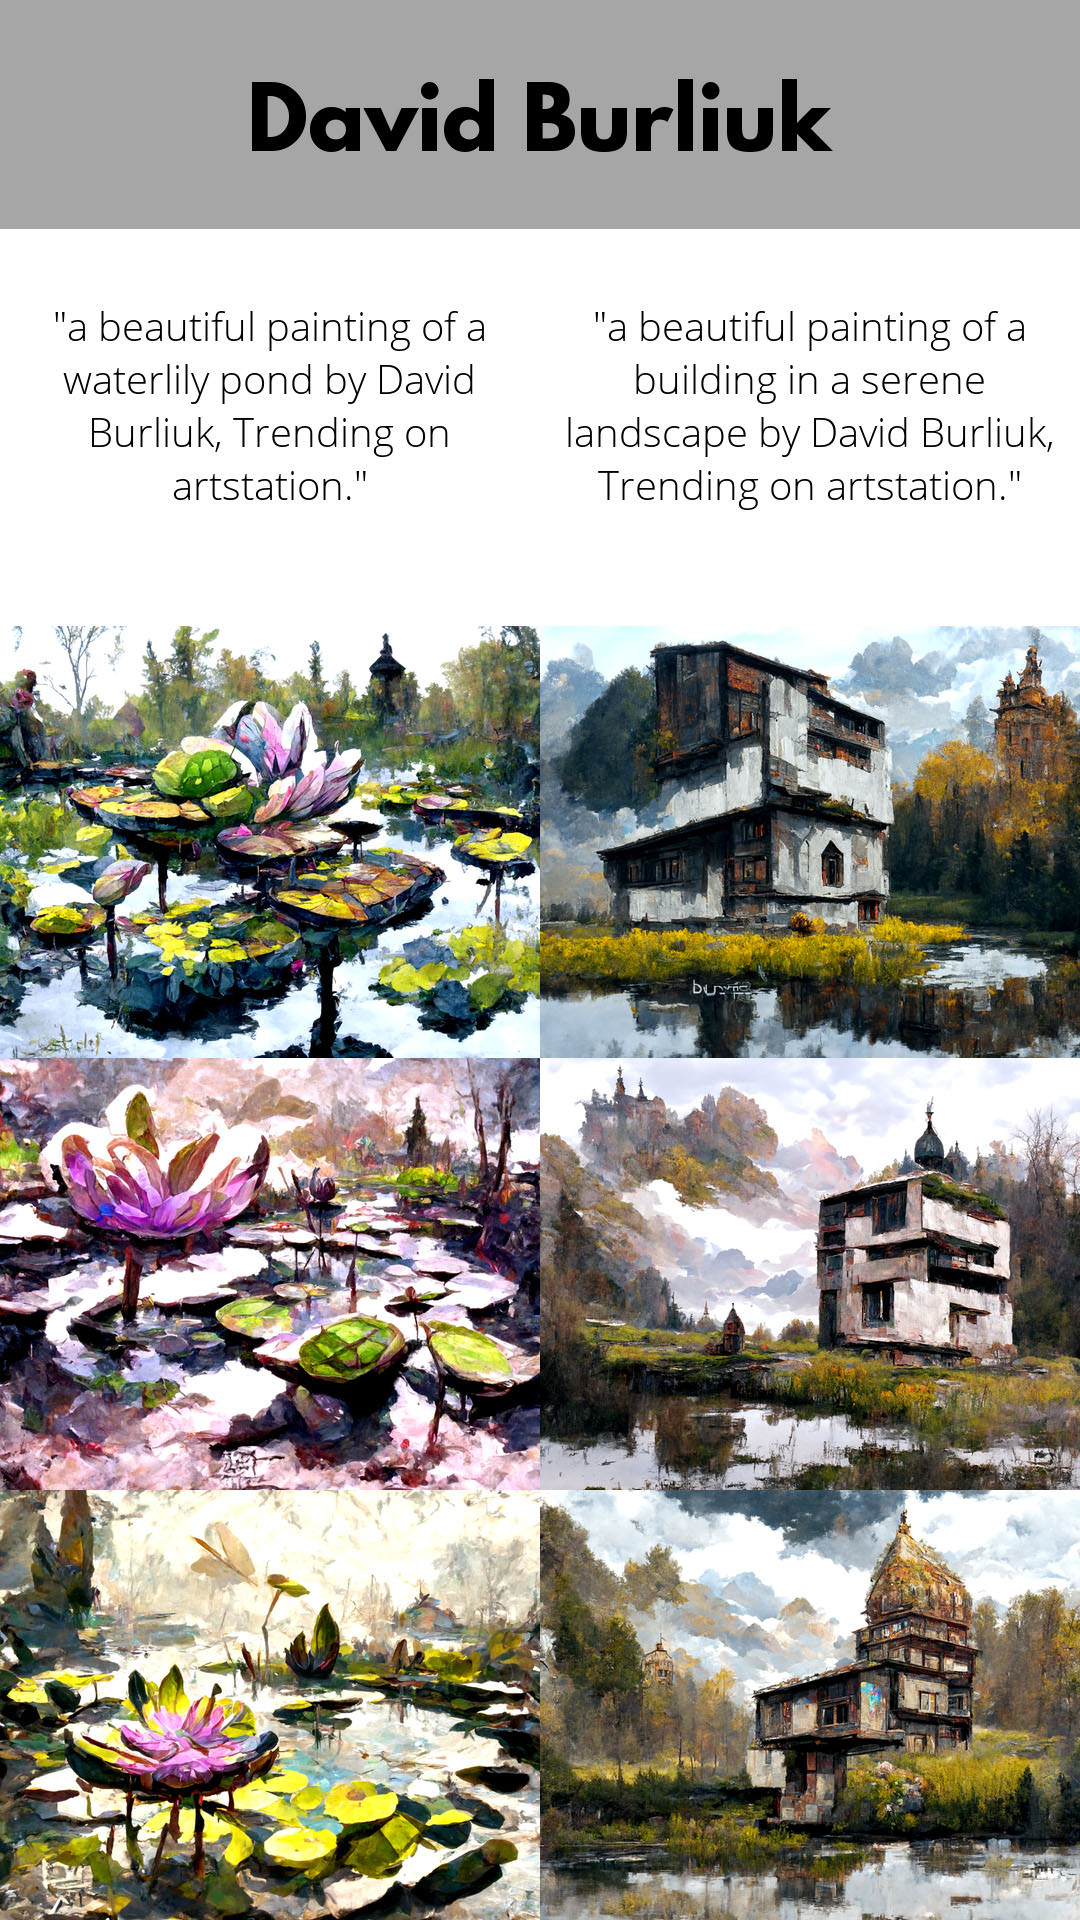 David Burliuk
"a beautiful painting of a
waterlily pond by David
Burliuk, Trending on
artstation."
"a beautiful painting of a
building in a serene
landscape by David Burliuk,
Trending on artstation."